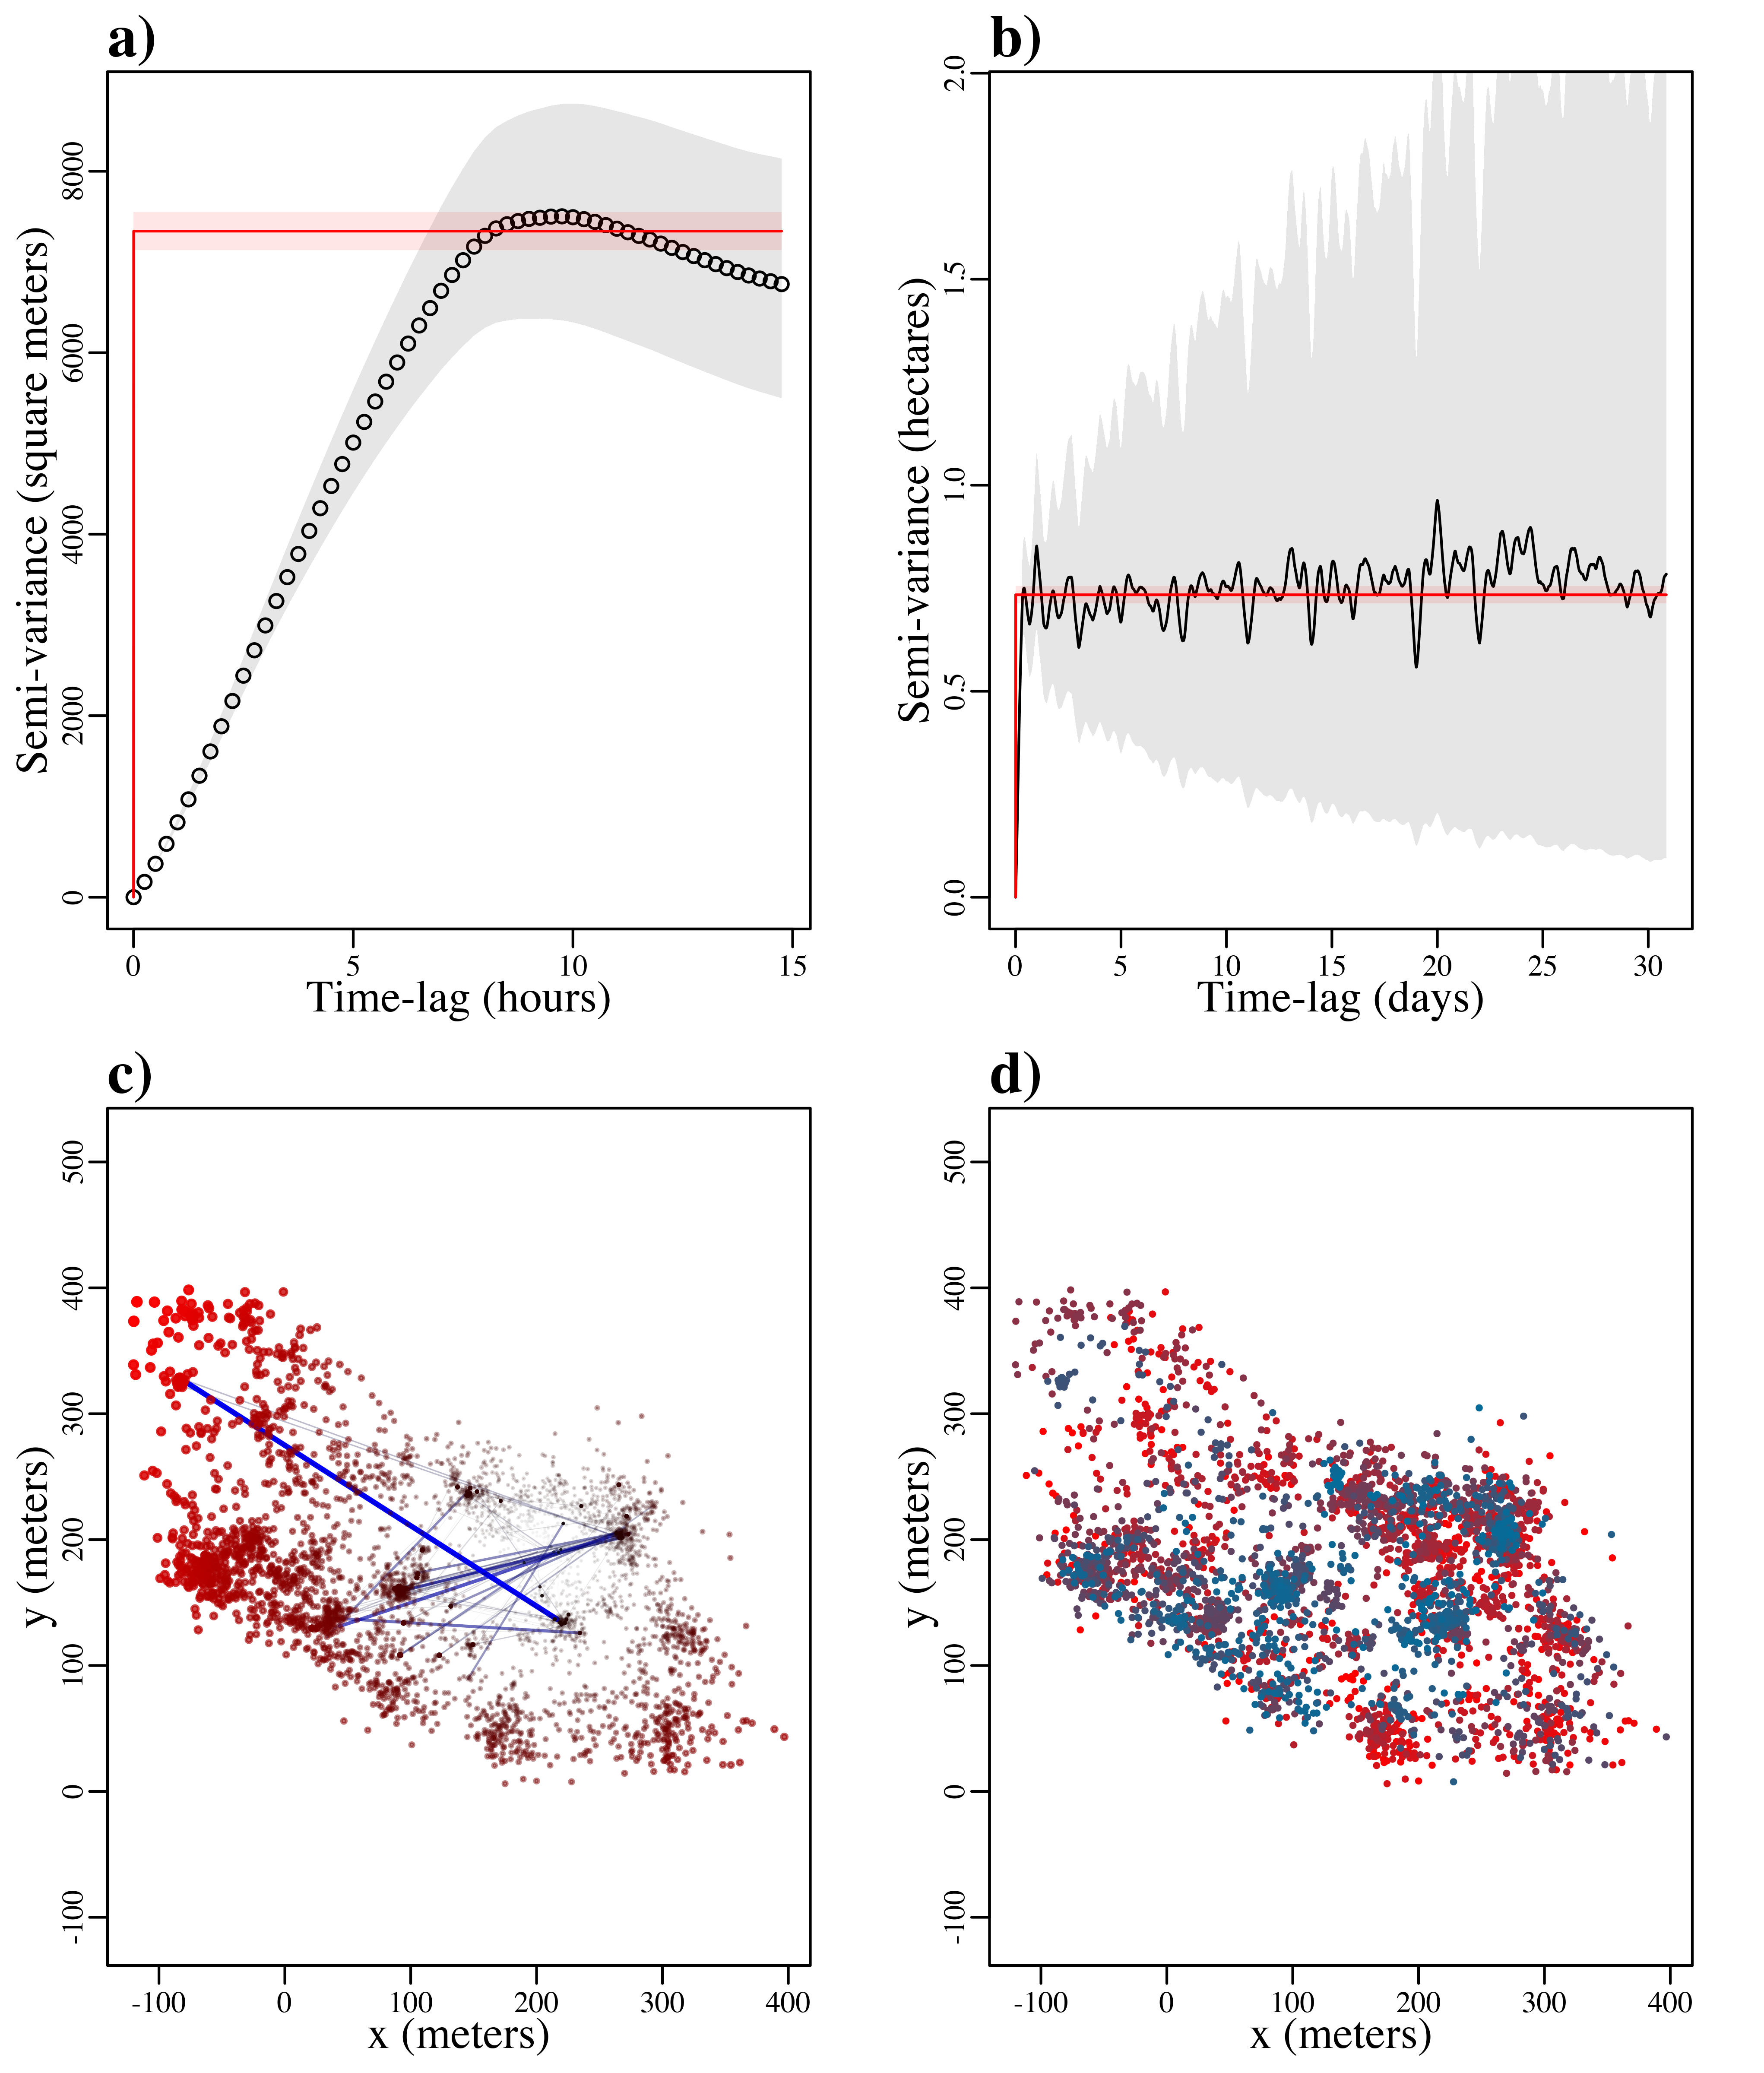 a)
Semi-variance (square meters)
8000
6000
4000
2000
0
0 5 10 15
Time-lag (hours)
b)
Semi-variance (hectares)
2.0
1.5
1.0
0.5
0.0
0 5 10 15 20 25 30
Time-lag (days)
c)
y (meters)
500
400
300
200
100
0
-100
-100 0 100 200 300 400
x (meters)
d)
y (meters)
500
400
300
200
100
0
-100
-100 0 100 200 300 400
x (meters)